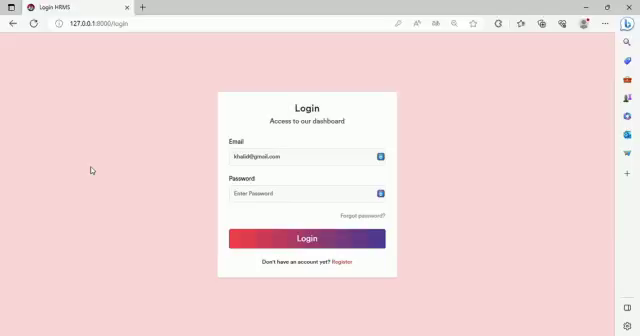 Login HRMS
127.0.0.1:8000/login
Login
Access to our dashboard
Email
khalid@gmail.com
Password
Enter Password
Forgot password?
Login
Don't have an account yet? Register